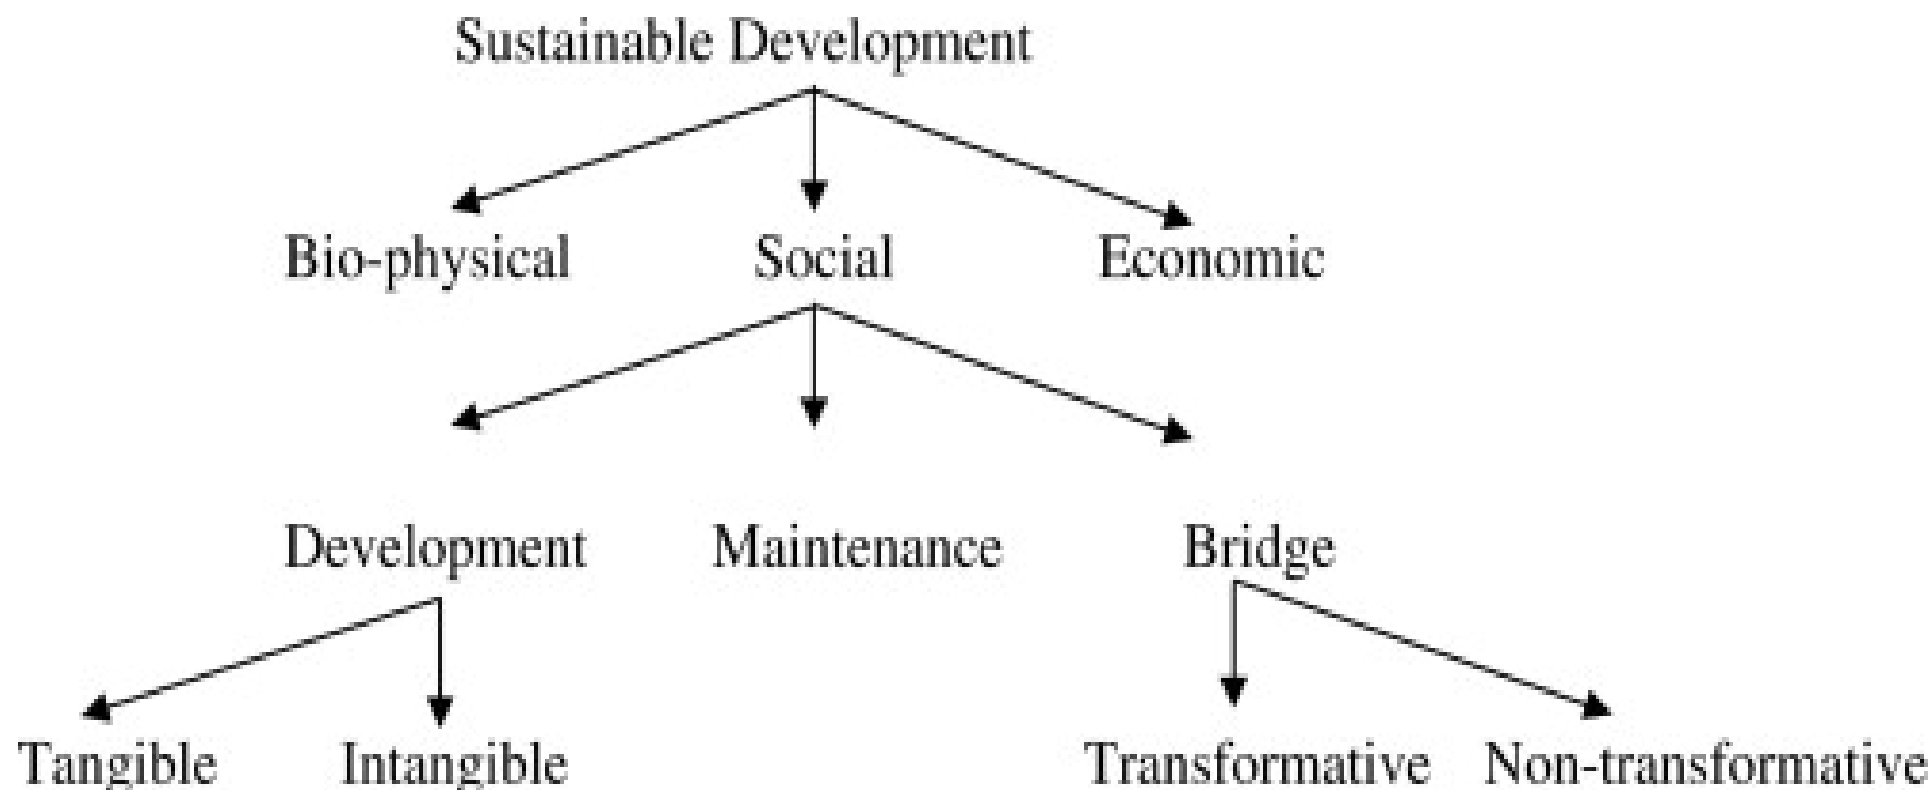 Sustainable Development
Bio-physical Social Economic
Development Maintenance Bridge
Tangible Intangible Transformative Non-transformative